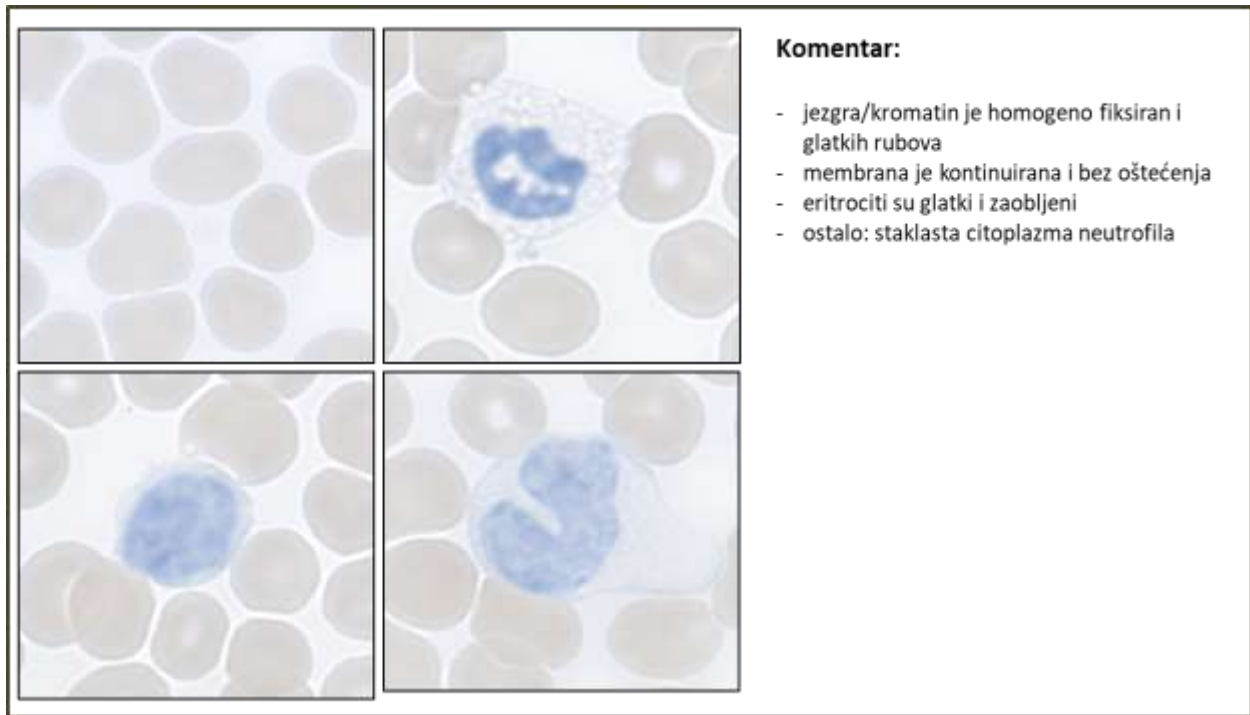 Komentar:
- jezgra/kromatin je homogeno fiksiran i
glatkih rubova
- membrana je kontinuirana i bez oštećenja
- eritrociti su glatki i zaobljeni
- ostalo: staklasta citoplazma neutrofila